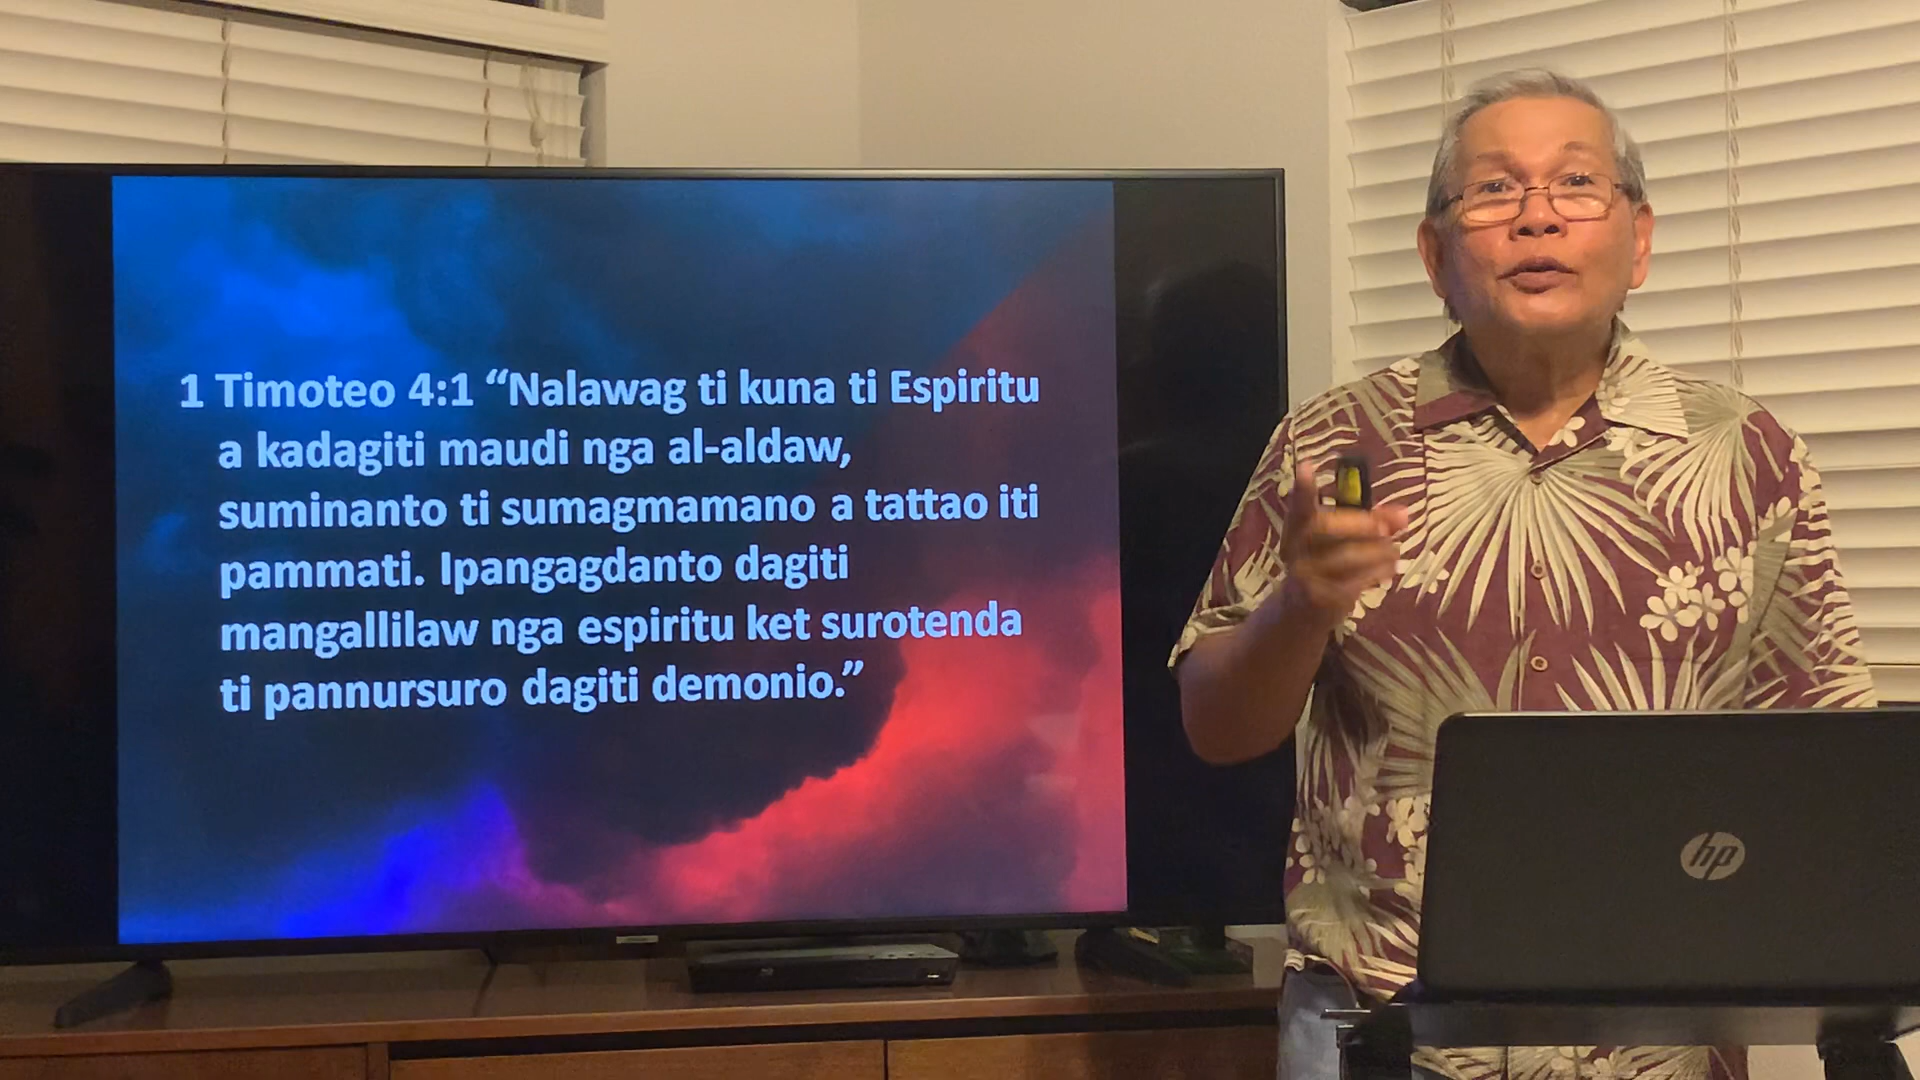 1 Timoteo 4:1 “Nalawag ti kuna ti Espiritu
a kadagiti maudi nga al-aldaw,
suminanto ti sumagmamano a tattao iti
pammati. Ipangagdanto dagiti
mangallilaw nga espiritu ket surotenda
ti pannursuro dagiti demonio.”
hp